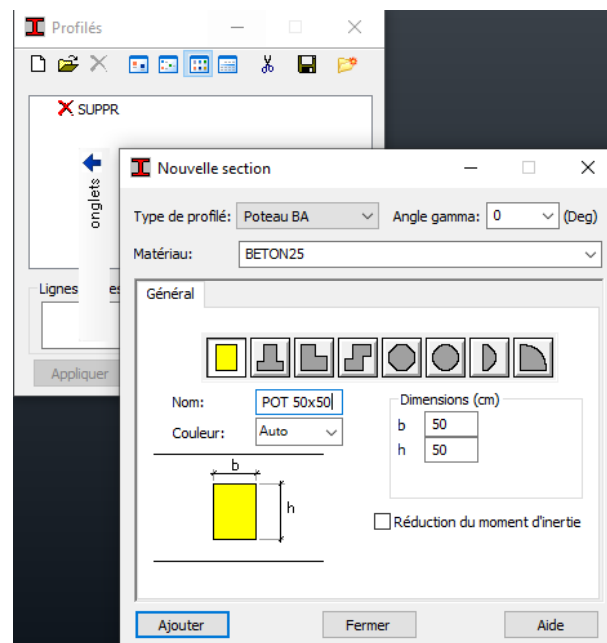 Profilés
SUPPR
onglets
Lignes
Appliquer
Nouvelle section
Type de profilé: Poteau BA Angle gamma: 0 (Deg)
Matériau: BETON25
Général
Nom: POT 50x50
Couleur: Auto
Dimensions (cm)
b 50
h 50
b
h
Réduction du moment d'inertie
Ajouter Fermer Aide